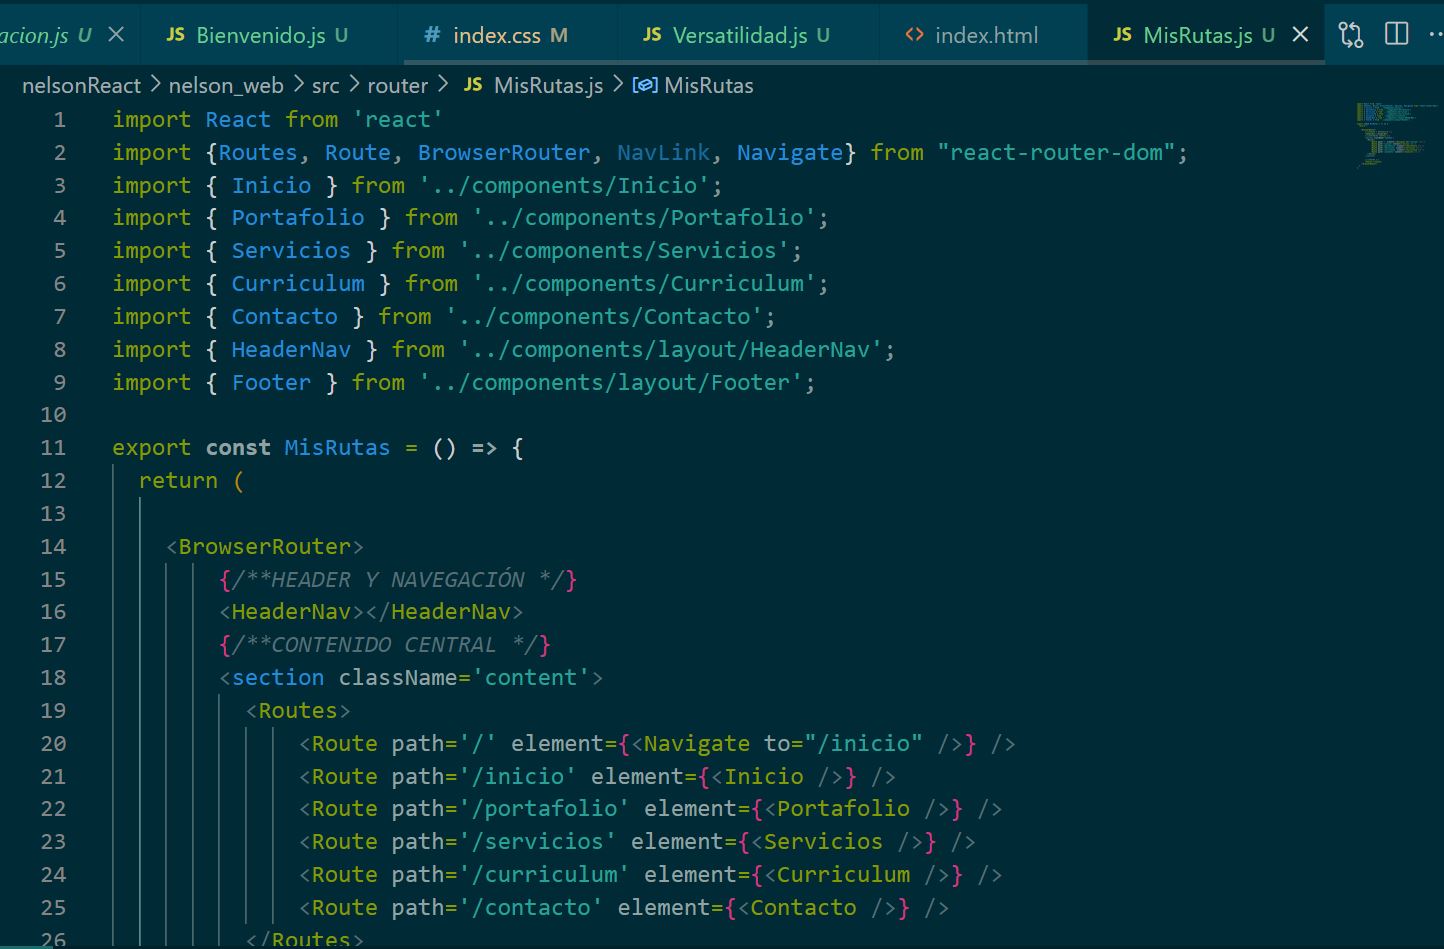 acion.js U
JS Bienvenido.js U
# index.css M
JS Versatilidad.js U
<> index.html
JS MisRutas.js U
nelsonReact > nelson_web > src > router > JS MisRutas.js > MisRutas
1 import React from 'react'
2 import {Routes, Route, BrowserRouter, NavLink, Navigate} from "react-router-dom";
3 import { Inicio } from '../components/Inicio';
4 import { Portafolio } from '../components/Portafolio';
5 import { Servicios } from '../components/Servicios';
6 import { Curriculum } from '../components/Curriculum';
7 import { Contacto } from '../components/Contacto';
8 import { HeaderNav } from '../components/layout/HeaderNav';
9 import { Footer } from '../components/layout/Footer';
10
11 export const MisRutas = () => {
12 return (
13
14 <BrowserRouter>
15 {/**HEADER Y NAVEGACIÓN */}
16 <HeaderNav></HeaderNav>
17 {/**CONTENIDO CENTRAL */}
18 <section className='content'>
19 <Routes>
20 <Route path='/' element={<Navigate to="/inicio" />} />
21 <Route path='/inicio' element={<Inicio />} />
22 <Route path='/portafolio' element={<Portafolio />} />
23 <Route path='/servicios' element={<Servicios />} />
24 <Route path='/curriculum' element={<Curriculum />} />
25 <Route path='/contacto' element={<Contacto />} />
26 </Routes>